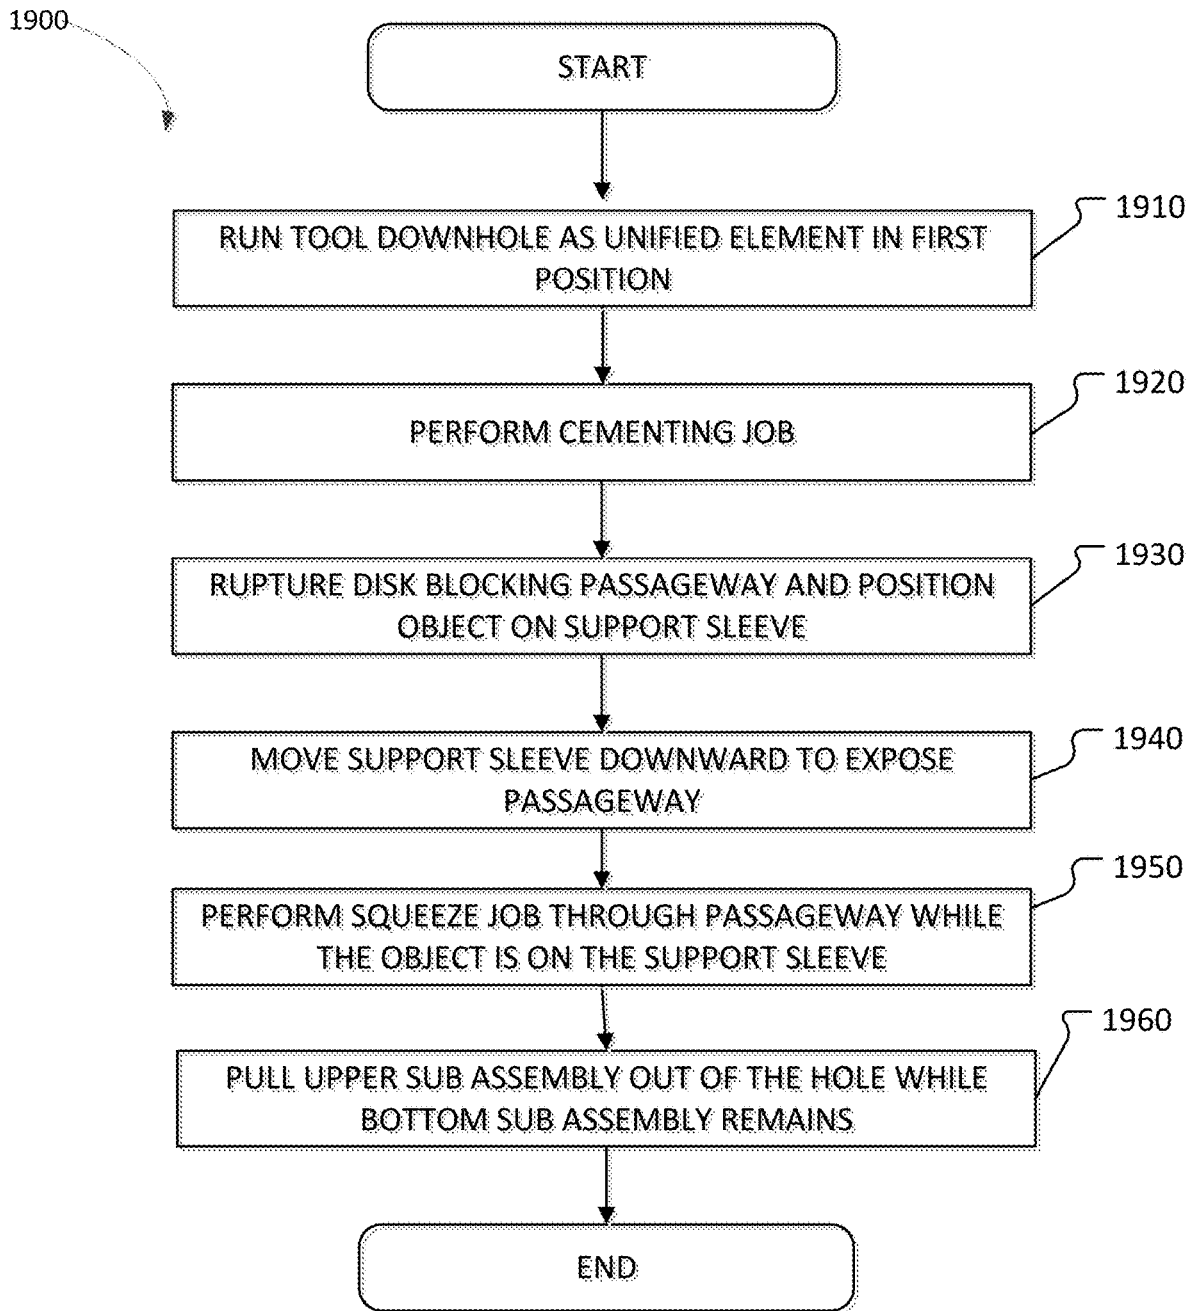 1900
START
1910
RUN TOOL DOWNHOLE AS UNIFIED ELEMENT IN FIRST
POSITION
1920
PERFORM CEMENTING JOB
1930
RUPTURE DISK BLOCKING PASSAGEWAY AND POSITION
OBJECT ON SUPPORT SLEEVE
1940
MOVE SUPPORT SLEEVE DOWNWARD TO EXPOSE
PASSAGEWAY
1950
PERFORM SQUEEZE JOB THROUGH PASSAGEWAY WHILE
THE OBJECT IS ON THE SUPPORT SLEEVE
1960
PULL UPPER SUB ASSEMBLY OUT OF THE HOLE WHILE
BOTTOM SUB ASSEMBLY REMAINS
END